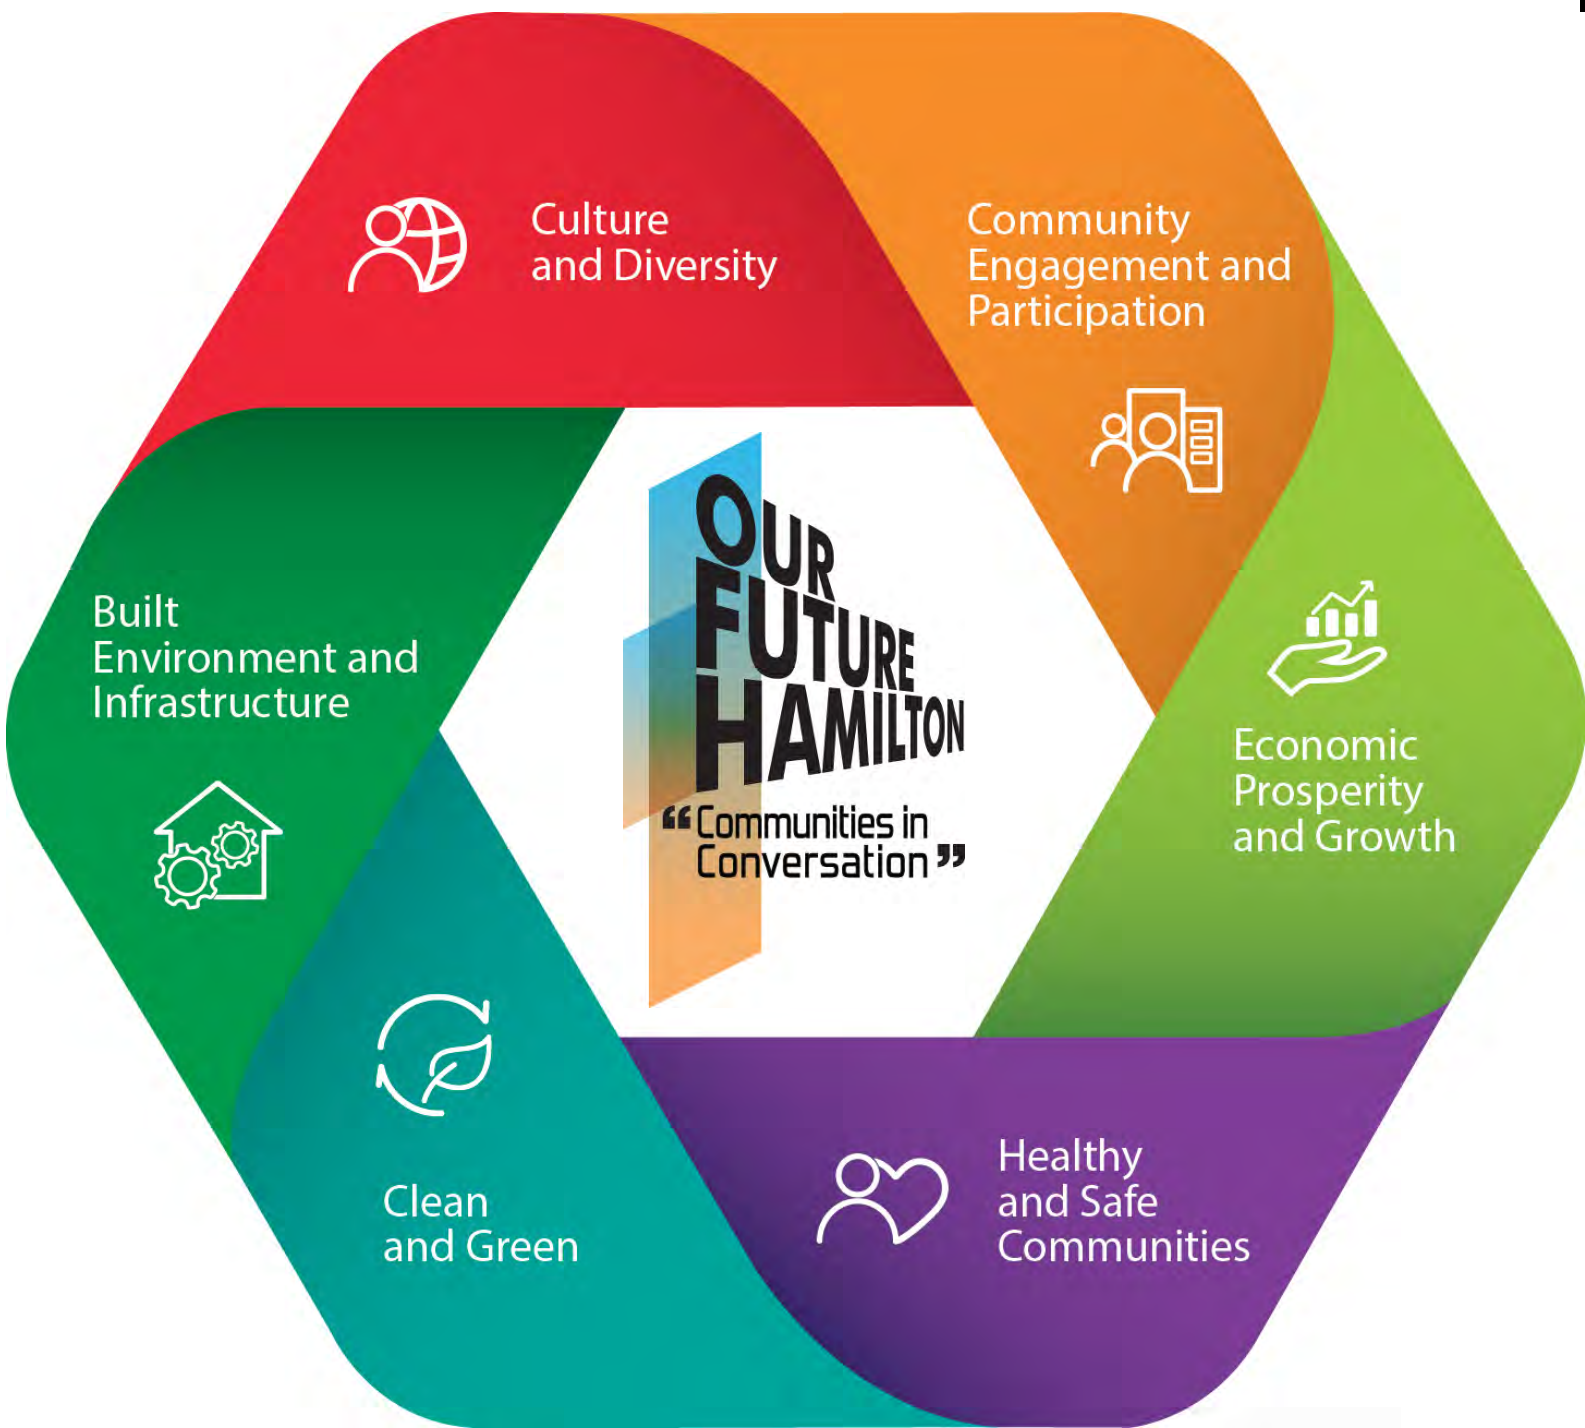 Culture
and Diversity
Community
Engagement and
Participation
Built
Environment and
Infrastructure
OUR
FUTURE
HAMILTON
“Communities in
Conversation”
Economic
Prosperity
and Growth
Clean
and Green
Healthy
and Safe
Communities